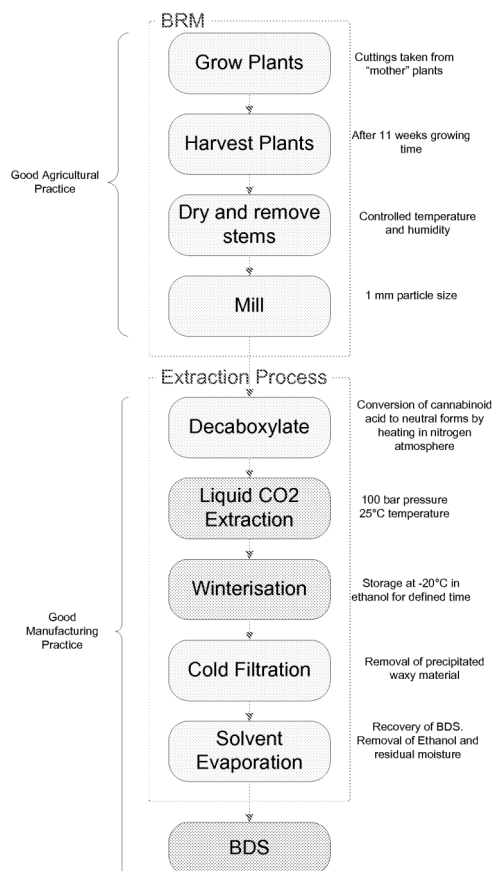 BRM
Grow Plants
Cuttings taken from
“mother” plants
Harvest Plants
After 11 weeks growing
time
Good Agricultural
Practice
Dry and remove
stems
Controlled temperature
and humidity
Mill
1 mm particle size
Extraction Process
Decaboxylate
Conversion of cannabinoid
acid to neutral forms by
heating in nitrogen
atmosphere
Liquid CO2
Extraction
100 bar pressure
25°C temperature
Winterisation
Storage at -20°C in
ethanol for defined time
Good
Manufacturing
Practice
Cold Filtration
Removal of precipitated
waxy material
Solvent
Evaporation
Recovery of BDS.
Removal of Ethanol and
residual moisture
BDS